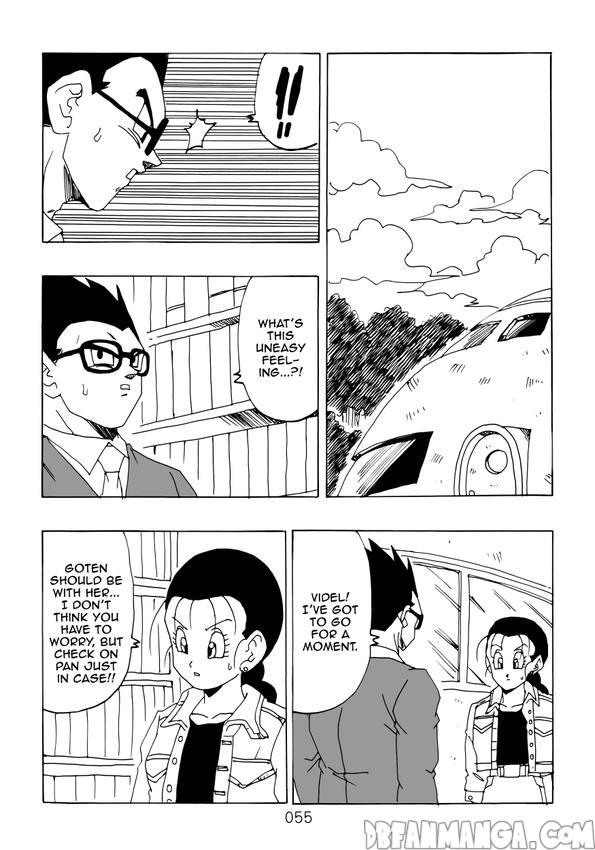 !!
WHAT'S
THIS
UNEASY
FEEL-
ING...?!
VIDEL!
I'VE GOT
TO GO
FOR A
MOMENT.
GOTEN
SHOULD BE
WITH HER...
I DON'T
THINK YOU
HAVE TO
WORRY, BUT
CHECK ON
PAN JUST
IN CASE!!
055
DBFANMANGA.COM